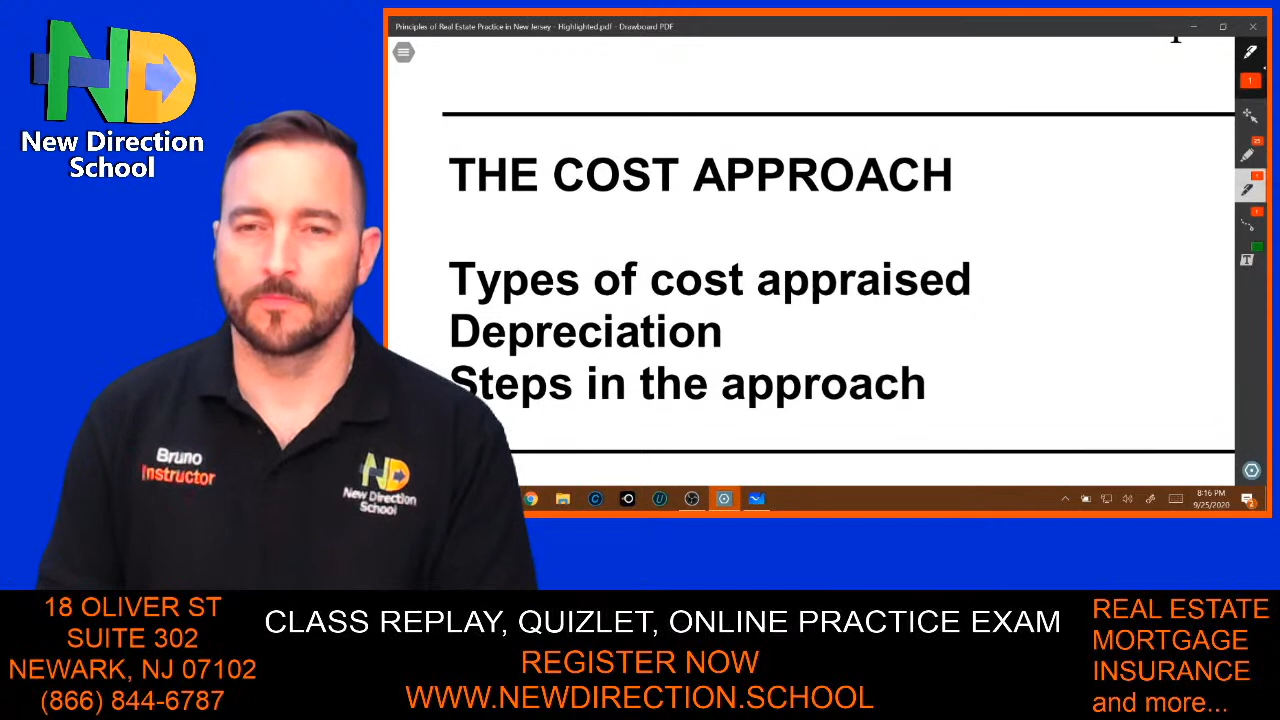 ND
New Direction
School
Principles of Real Estate Practice in New Jersey - Highlighted.pdf - Drawboard PDF
THE COST APPROACH
Types of cost appraised
Depreciation
Steps in the approach
Bruno
Instructor
ND
New Direction
School
8:16 PM
9/25/2020
18 OLIVER ST
SUITE 302
NEWARK, NJ 07102
(866) 844-6787
CLASS REPLAY, QUIZLET, ONLINE PRACTICE EXAM
REGISTER NOW
WWW.NEWDIRECTION.SCHOOL
REAL ESTATE
MORTGAGE
INSURANCE
and more...